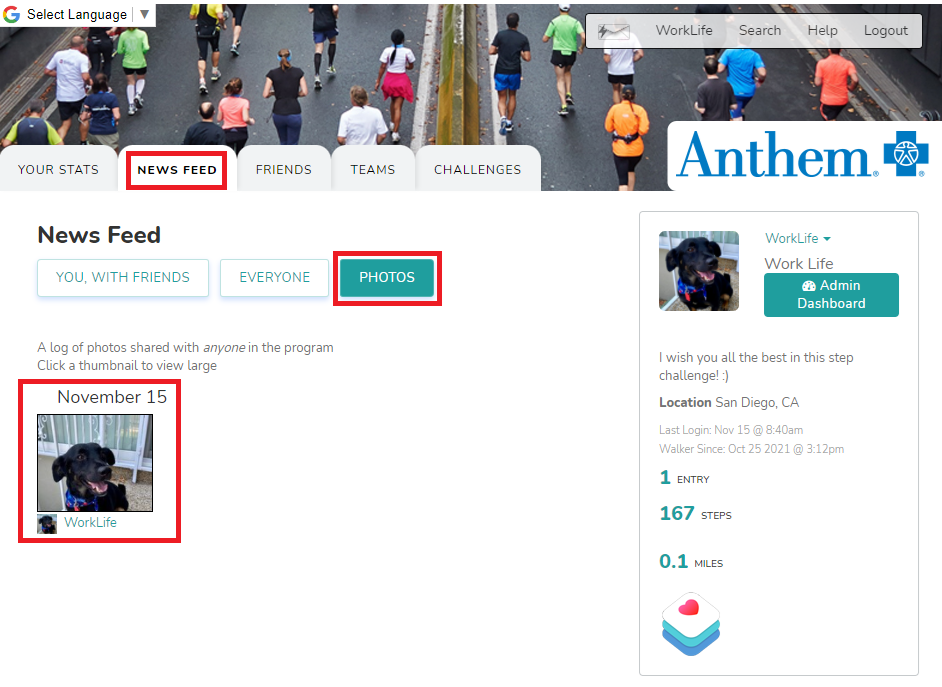 Select Language ▼
WorkLife Search Help Logout
Anthem®
YOUR STATS NEWS FEED FRIENDS TEAMS CHALLENGES
News Feed
YOU, WITH FRIENDS EVERYONE PHOTOS
A log of photos shared with anyone in the program
Click a thumbnail to view large
November 15
WorkLife
WorkLife
Work Life
Admin
Dashboard
I wish you all the best in this step
challenge! :)
Location San Diego, CA
Last Login: Nov 15 @ 8:40am
Walker Since: Oct 25 2021 @ 3:12pm
1 ENTRY
167 STEPS
0.1 MILES